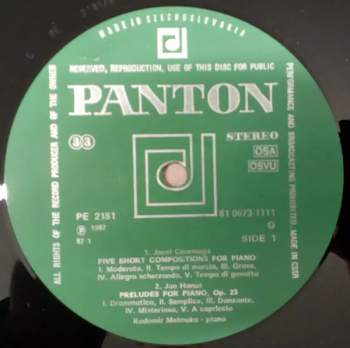 MADE IN CZECHOSLOVAKIA
RESERVED, REPRODUCTION, USE OF THIS DISC FOR PUBLIC
PERFORMANCE AND BROADCASTING PROHIBITED. MADE IN CSSR
ALL RIGHTS OF THE RECORD PRODUCER AND OF THE OWNER
PANTON
33
STEREO
OSA
OSVU
PE 2181
81 0673-1111
Ⓟ 1987
G
87 1
SIDE 1
1. Josef
FIVE SHORT COMPOSITIONS FOR PIANO
I. Moderato, II. Tempo di marcia, III. Grave,
IV. Allegro scherzando, V. Tempo di gavotta
2. Jan Hanuš
PRELUDES FOR PIANO, Op. 23
I. Drammatico, II. Semplice, III. Danzante,
IV. Misterioso, V. A capriccio
Radomír Melmuka - piano